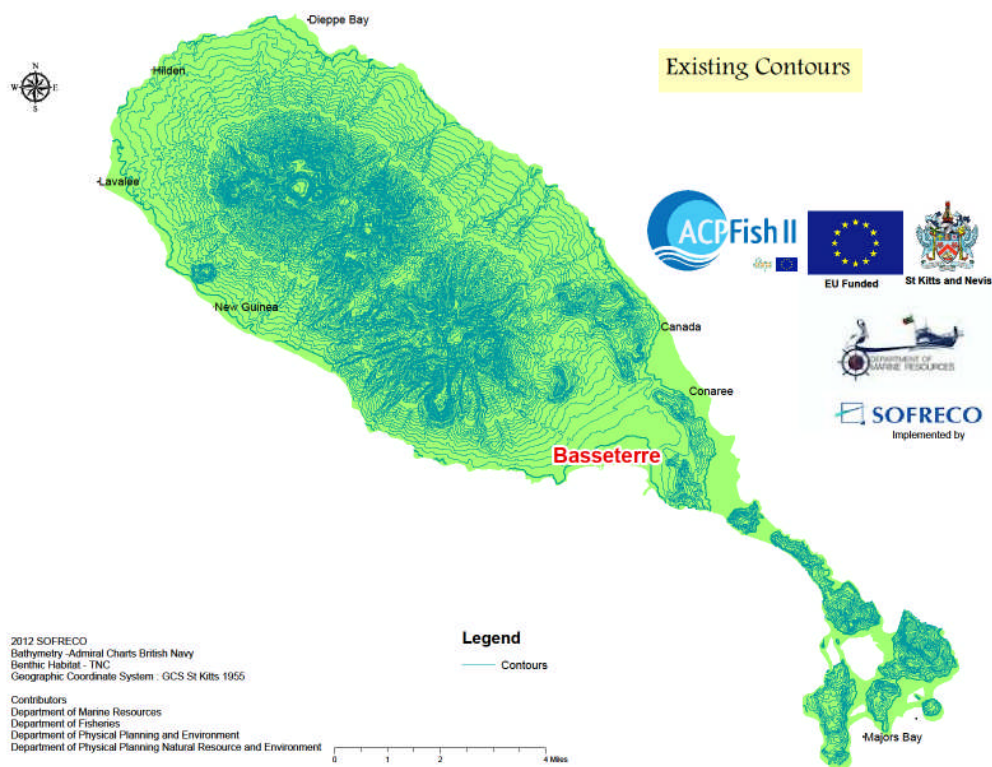 Dieppe Bay
Existing Contours
N
W E
S
Hilden
Lavalee
ACPFish II
EU Funded
St Kitts and Nevis
New Guinea
Canada
DEPARTMENT OF
MARINE RESOURCES
Conaree
SOFRECO
Implemented by
Basseterre
2012 SOFRECO
Bathymetry -Admiral Charts British Navy
Benthic Habitat - TNC
Geographic Coordinate System : GCS St Kitts 1955
Legend
Contours
Contributors
Department of Marine Resources
Department of Fisheries
Department of Physical Planning and Environment
Department of Physical Planning Natural Resource and Environment
0 1 2 4 Miles
Majors Bay